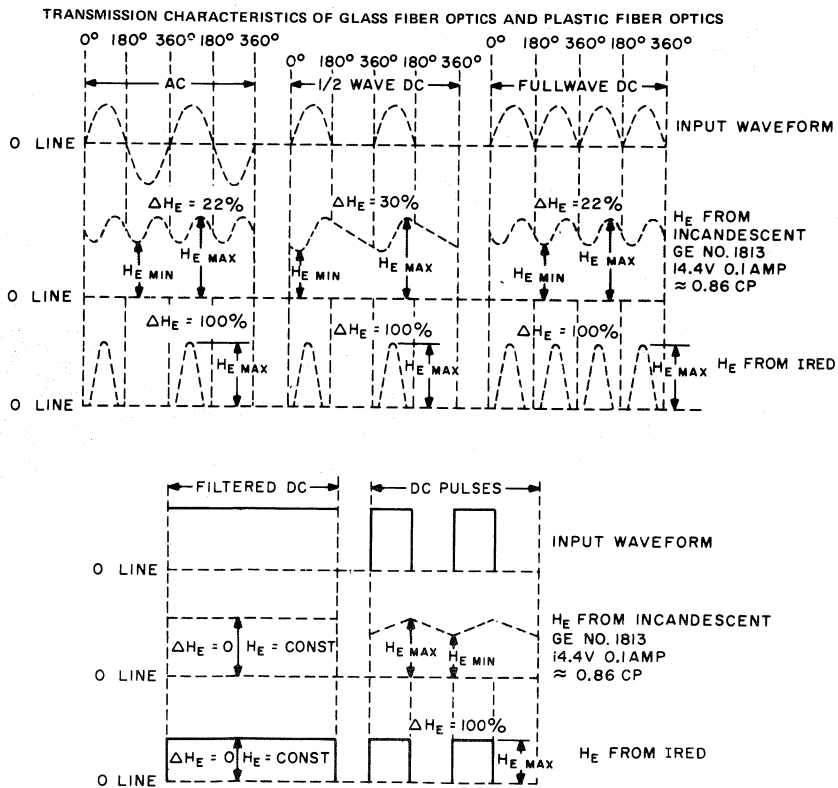 TRANSMISSION CHARACTERISTICS OF GLASS FIBER OPTICS AND PLASTIC FIBER OPTICS
0° 180° 360° 180° 360°
0° 180° 360° 180° 360°
0° 180° 360° 180° 360°
AC
1/2 WAVE DC
FULLWAVE DC
0 LINE
INPUT WAVEFORM
ΔHE = 22%
ΔHE = 30%
ΔHE = 22%
HE MIN
HE MAX
HE MIN
HE MAX
HE MIN
HE MAX
HE FROM
INCANDESCENT
GE NO. 1813
14.4V 0.1 AMP
≈ 0.86 CP
0 LINE
ΔHE = 100%
ΔHE = 100%
ΔHE = 100%
HE MAX
HE MAX
HE MAX
HE FROM IRED
0 LINE
FILTERED DC
DC PULSES
INPUT WAVEFORM
0 LINE
ΔHE = 0
HE = CONST
HE MAX
HE MIN
HE FROM INCANDESCENT
GE NO. 1813
14.4V 0.1 AMP
≈ 0.86 CP
0 LINE
ΔHE = 100%
ΔHE = 0
HE = CONST
HE MAX
HE FROM IRED
0 LINE